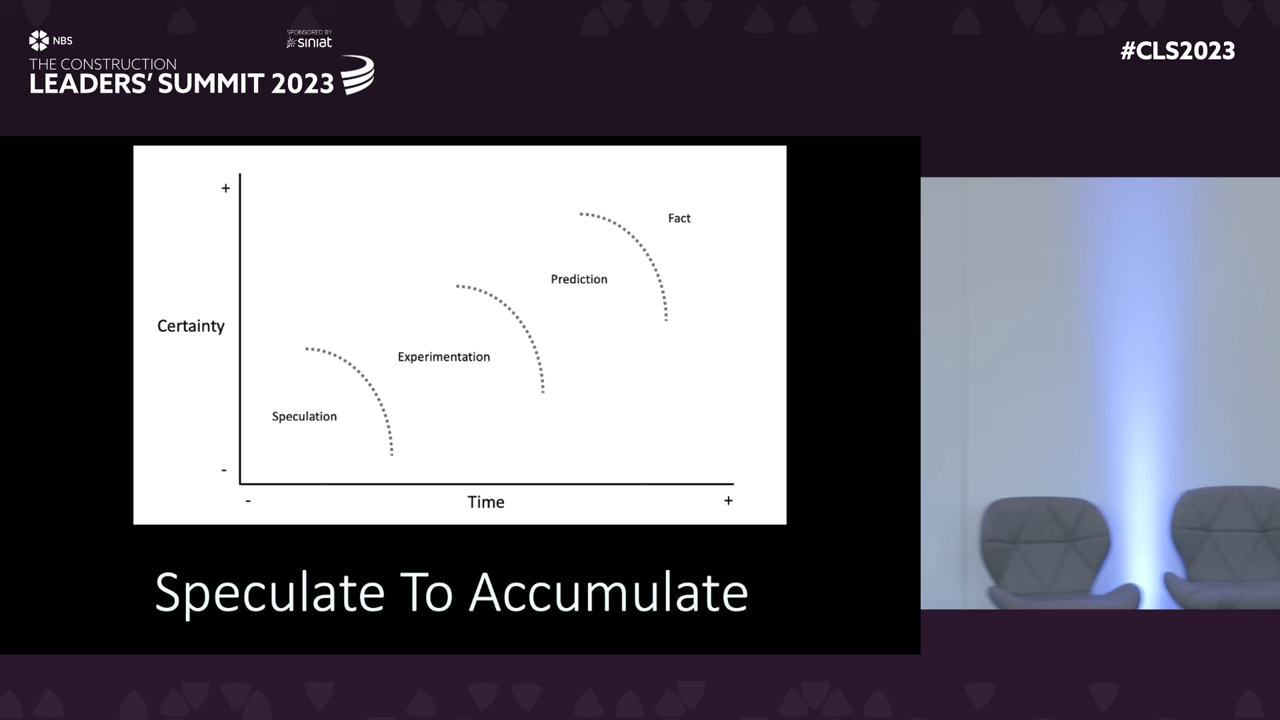 NBS
SPONSORED BY
siniat
THE CONSTRUCTION
LEADERS' SUMMIT 2023
#CLS2023
+
Fact
Prediction
Certainty
Experimentation
Speculation
-
-
Time
+
Speculate To Accumulate